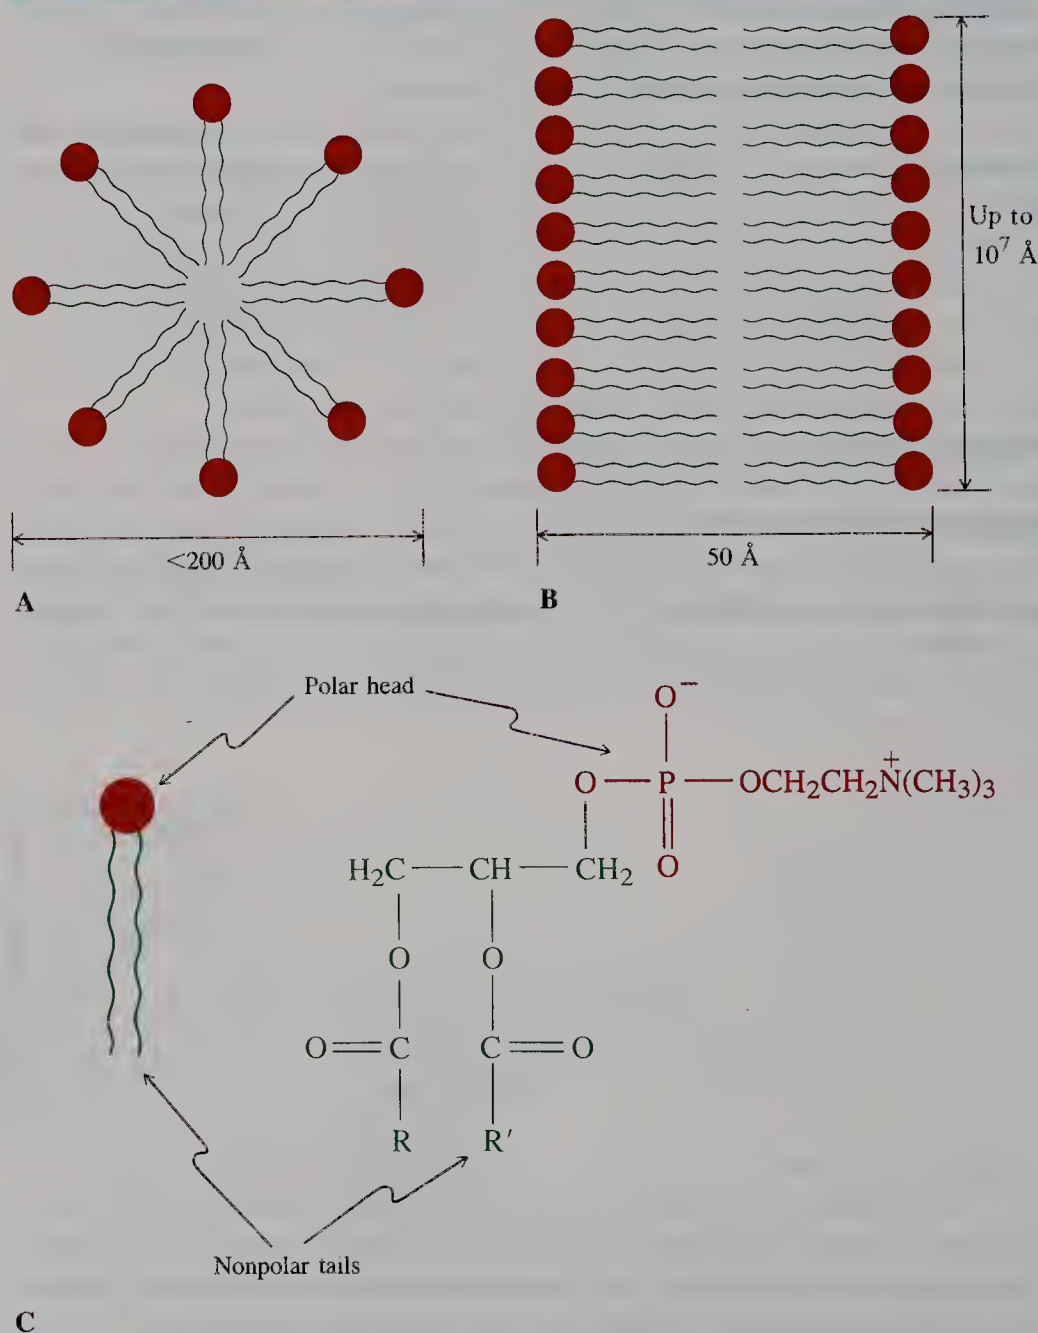 Up to
10⁷ Å
<200 Å
50 Å
A
B
Polar head
O⁻
O—P—OCH₂CH₂N⁺(CH₃)₃
H₂C—CH—CH₂ O
O O
O=C C=O
R R′
Nonpolar tails
C